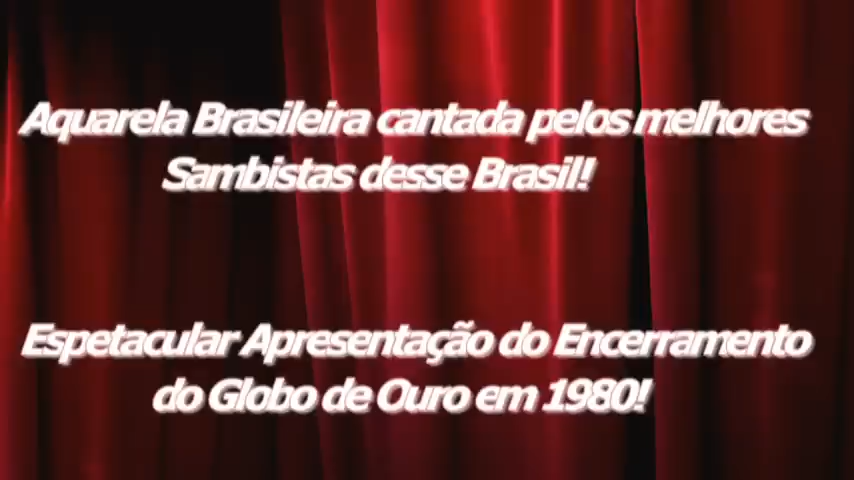 Aquarela Brasileira cantada pelos melhores
Sambistas desse Brasil!
Espetacular Apresentação do Encerramento
do Globo de Ouro em 1980!